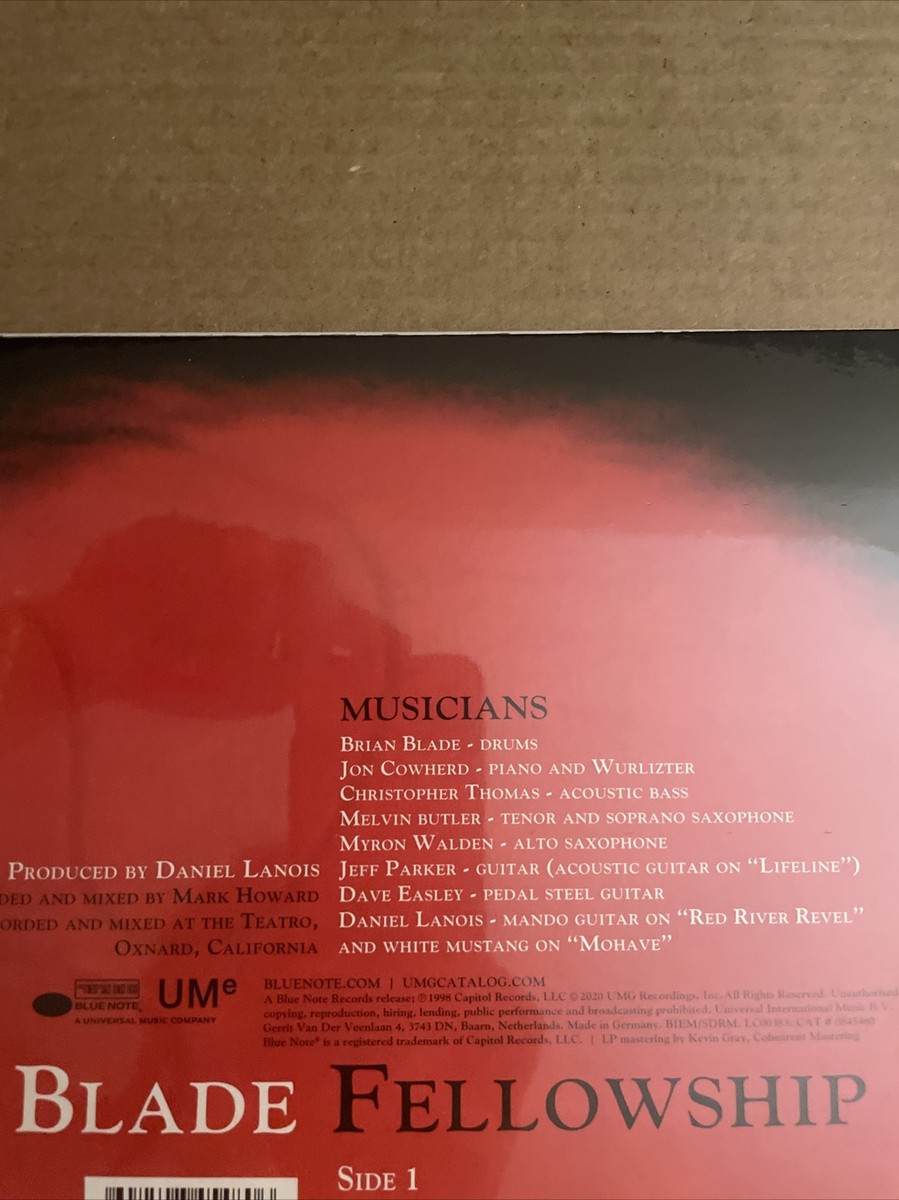 MUSICIANS
BRIAN BLADE - DRUMS
JON COWHERD - PIANO AND WURLIZTER
CHRISTOPHER THOMAS - ACOUSTIC BASS
MELVIN BUTLER - TENOR AND SOPRANO SAXOPHONE
MYRON WALDEN - ALTO SAXOPHONE
JEFF PARKER - GUITAR (ACOUSTIC GUITAR ON "LIFELINE")
DAVE EASLEY - PEDAL STEEL GUITAR
DANIEL LANOIS - MANDO GUITAR ON "RED RIVER REVEL"
AND WHITE MUSTANG ON "MOHAVE"
PRODUCED BY DANIEL LANOIS
DED AND MIXED BY MARK HOWARD
ORDED AND MIXED AT THE TEATRO,
OXNARD, CALIFORNIA
BLUE NOTE
A UNIVERSAL MUSIC COMPANY
UMe
BLUENOTE.COM | UMGCATALOG.COM
A Blue Note Records release; ℗ 1998 Capitol Records, LLC © 2020 UMG Recordings, Inc. All Rights Reserved. Unauthorised
copying, reproduction, hiring, lending, public performance and broadcasting prohibited. Universal International Music B.V.
Gerrit Van Der Veenlaan 4, 3743 DN, Baarn, Netherlands. Made in Germany. BIEM/SDRM. LC00383. CAT #
Blue Note® is a registered trademark of Capitol Records, LLC. | LP mastering by Kevin Gray, Cohearent Mastering
BLADE FELLOWSHIP
SIDE 1